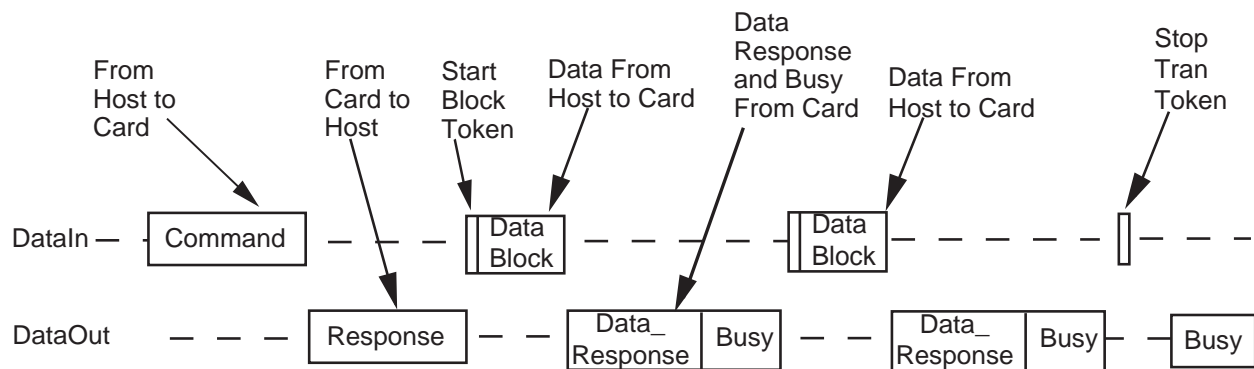 From
Host to
Card
From
Card to
Host
Start
Block
Token
Data From
Host to Card
Data
Response
and Busy
From Card
Data From
Host to Card
Stop
Tran
Token
DataIn
Command
Data
Block
Data
Block
DataOut
Response
Data_
Response
Busy
Data_
Response
Busy
Busy